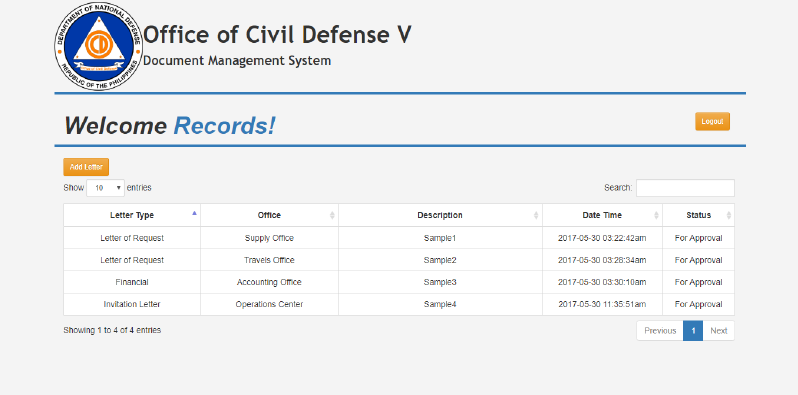 DEPARTMENT OF NATIONAL DEFENSE
REPUBLIC OF THE PHILIPPINES
Office of Civil Defense V
Document Management System
Welcome Records!
Logout
Add Letter
Show 10 entries Search:
Letter Type Office Description Date Time Status
Letter of Request Supply Office Sample1 2017-05-30 03:22:42am For Approval
Letter of Request Travels Office Sample2 2017-05-30 03:28:34am For Approval
Financial Accounting Office Sample3 2017-05-30 03:30:10am For Approval
Invitation Letter Operations Center Sample4 2017-05-30 11:35:51am For Approval
Showing 1 to 4 of 4 entries Previous 1 Next